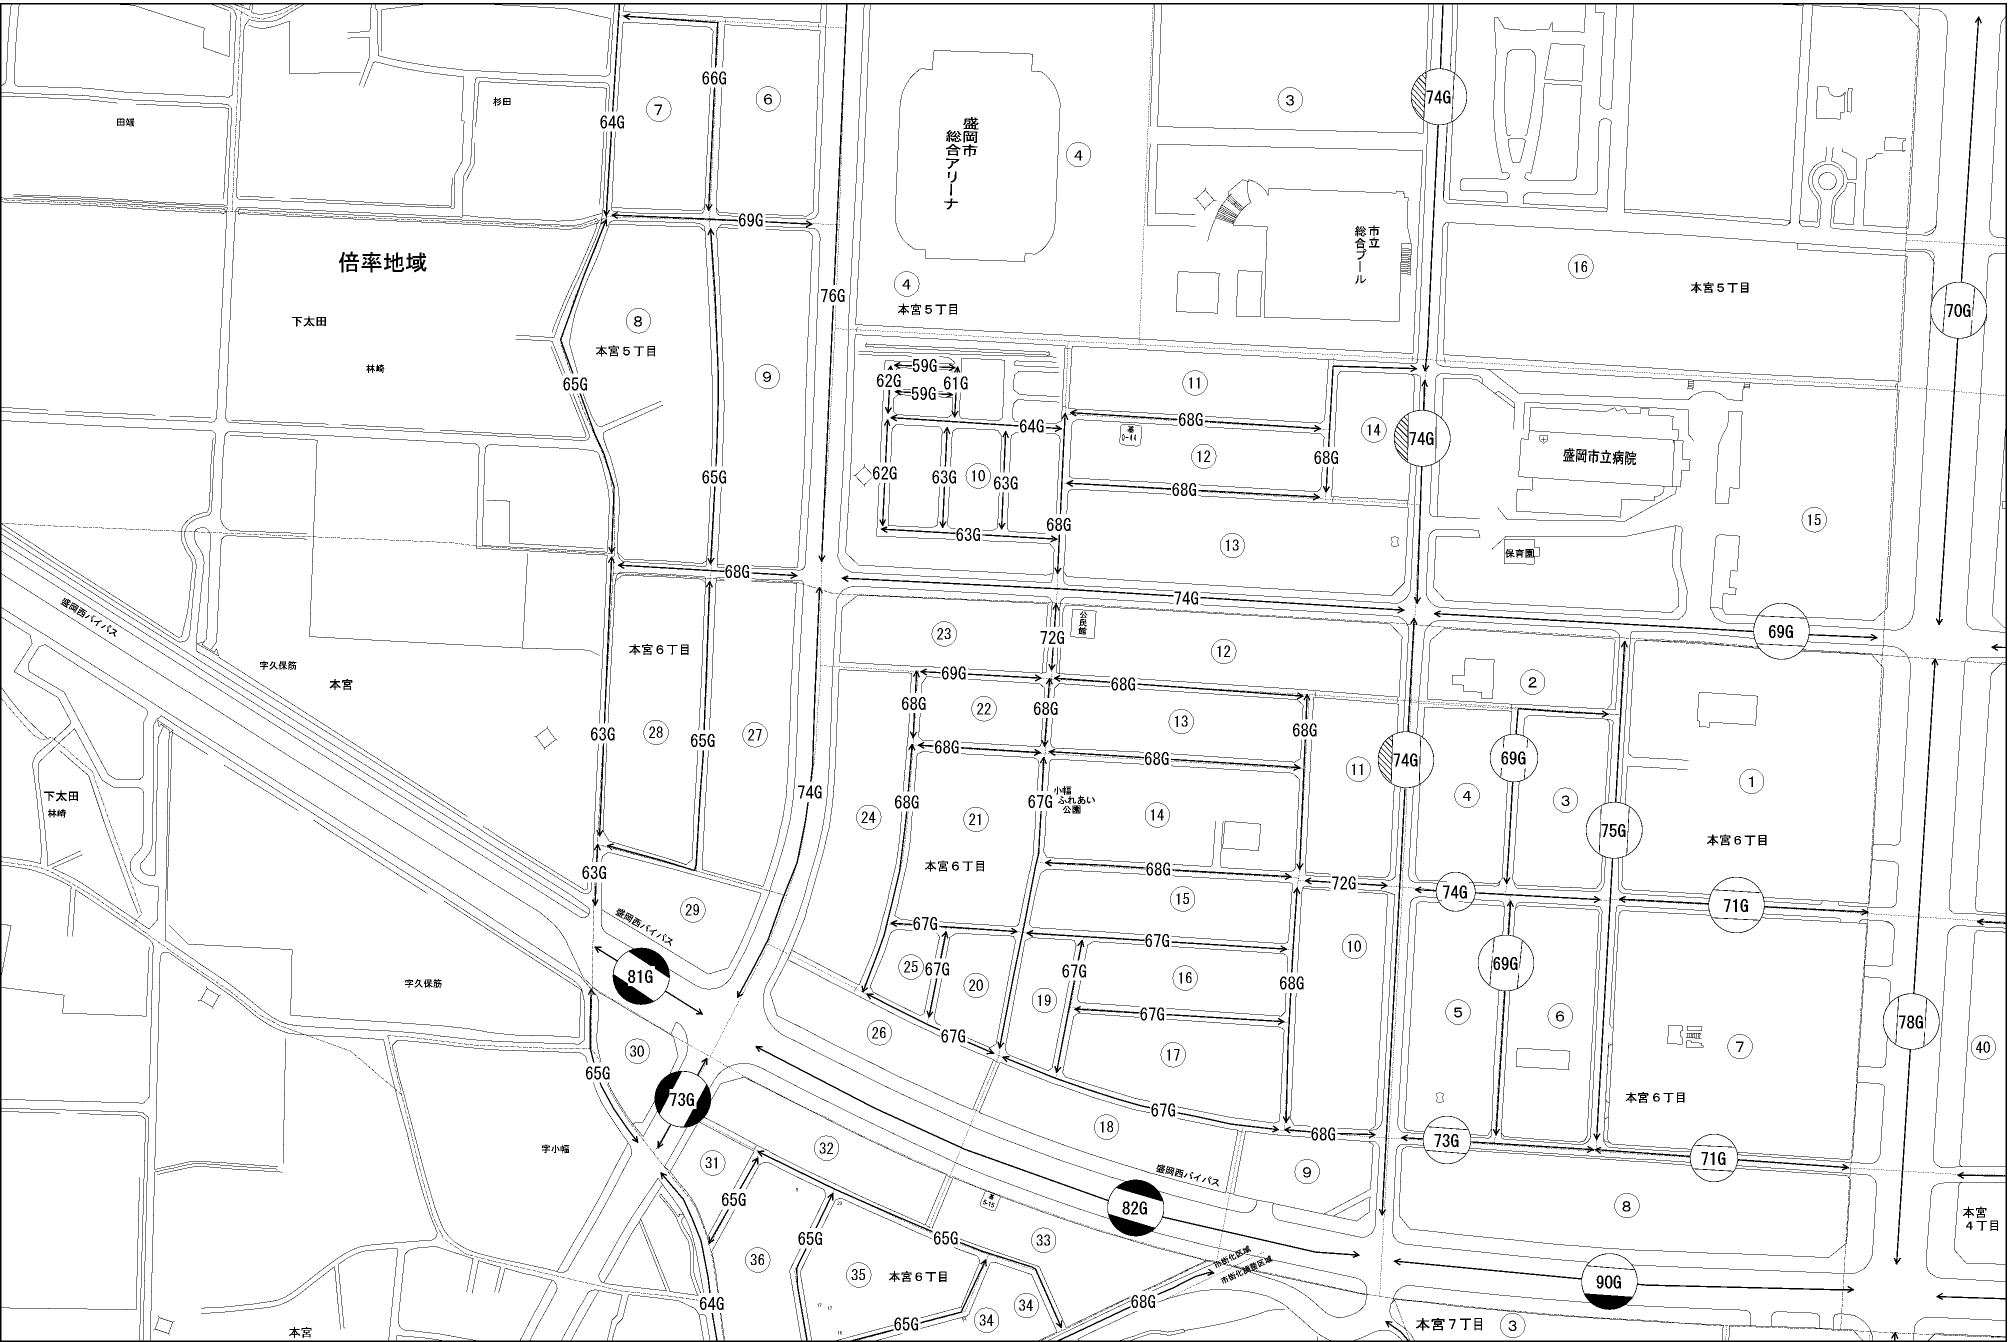 66G
⑥
⑦
杉田
田端
64G
69G
盛岡市
総合アリーナ
④
③
74G
市立
総合プール
④
本宮5丁目
76G
⑯
本宮5丁目
70G
倍率地域
下太田
林崎
⑧
本宮5丁目
65G
65G
⑨
59G
62G
61G
59G
64G
62G
63G
⑩
63G
63G
68G
⑪
68G
基
0-44
⑫
68G
68G
⑭
74G
⑬
盛岡市立病院
保育園
⑮
68G
74G
69G
盛岡西バイパス
字久保筋
本宮
本宮6丁目
63G
㉘
65G
㉗
74G
㉓
72G
公民館
⑫
69G
68G
68G
㉒
68G
⑬
68G
68G
68G
㉔
68G
㉑
67G
小幅
ふれあい
公園
⑭
本宮6丁目
68G
⑪
74G
72G
②
69G
④
③
75G
①
本宮6丁目
74G
71G
下太田
林崎
63G
㉙
盛岡西バイパス
81G
字久保筋
67G
⑮
67G
㉕
67G
⑳
⑲
67G
⑯
67G
68G
⑩
69G
⑤
⑥
⑦
78G
㊵
㉖
67G
⑰
67G
68G
⑱
盛岡西バイパス
⑨
73G
71G
本宮6丁目
⑧
本宮
4丁目
㉚
65G
73G
字小幅
㉛
㉜
65G
基
5-15
82G
65G
65G
㉝
市街化区域
市街化調整区域
㊱
㉟
本宮6丁目
㉞
㉞
64G
65G
68G
90G
本宮
本宮7丁目
③